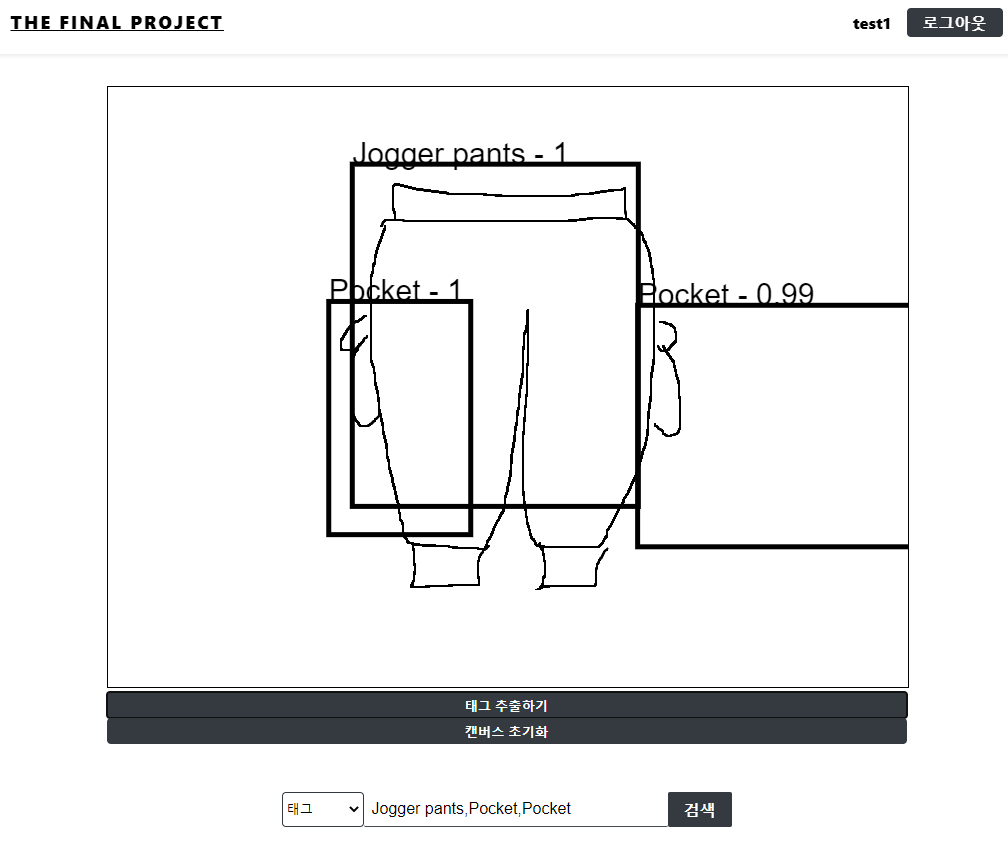 THE FINAL PROJECT
test1
로그아웃
Jogger pants - 1
Pocket - 1
Pocket - 0.99
태그 추출하기
캔버스 초기화
태그
Jogger pants,Pocket,Pocket
검색